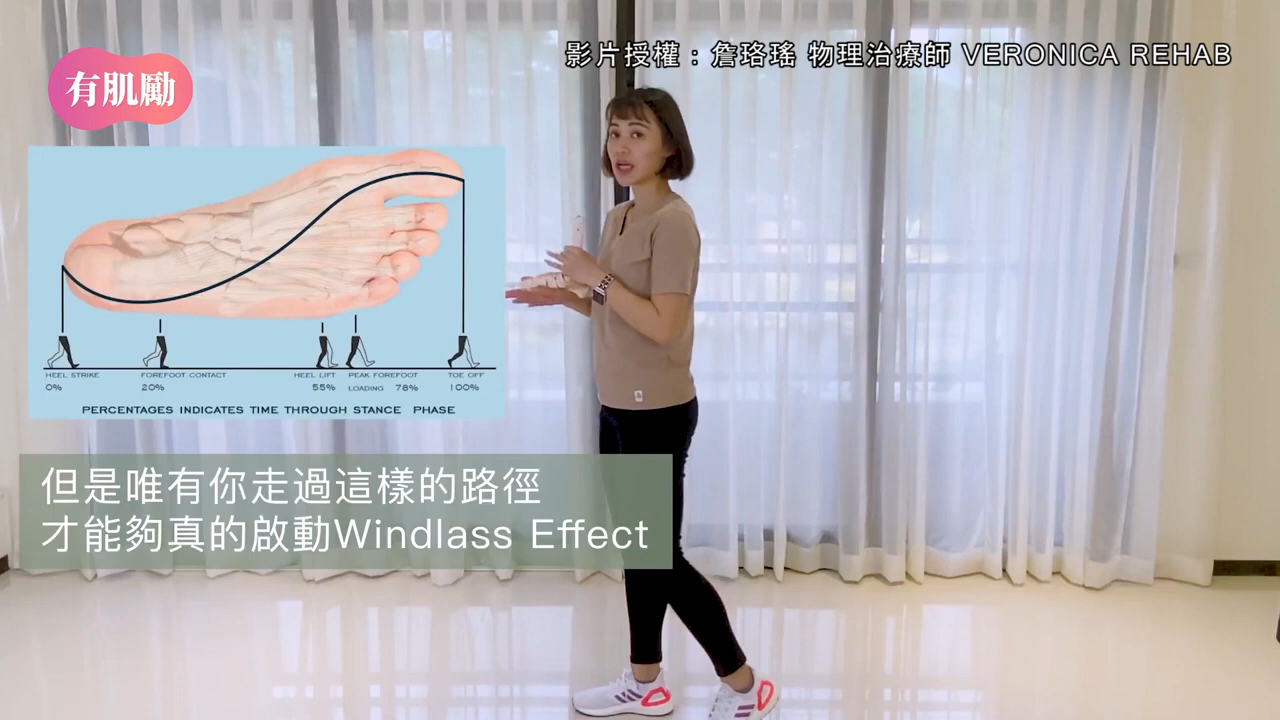 影片授權：詹珞瑤 物理治療師 VERONICA REHAB
有肌勵
HEEL STRIKE
0%
FOREFOOT CONTACT
20%
HEEL LIFT
55%
PEAK FOREFOOT
LOADING 78%
TOE OFF
100%
PERCENTAGES INDICATES TIME THROUGH STANCE PHASE
但是唯有你走過這樣的路徑
才能夠真的啟動Windlass Effect